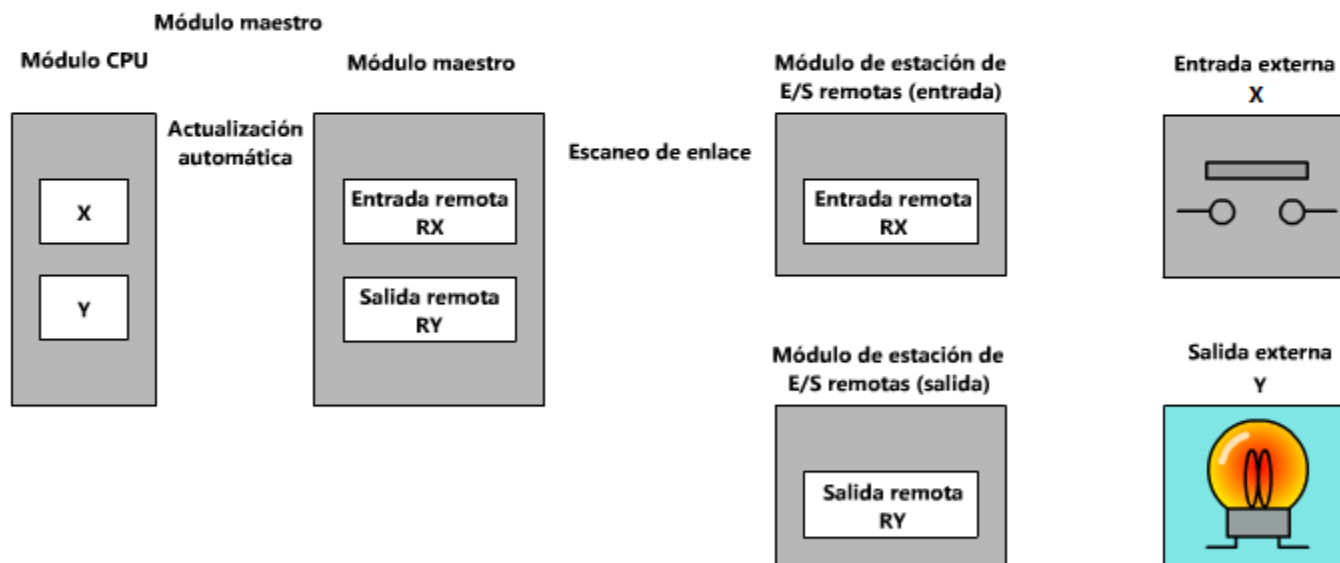 Módulo maestro
Módulo CPU
Módulo maestro
Módulo de estación de
E/S remotas (entrada)
Entrada externa
X
Actualización
automática
Escaneo de enlace
X
Entrada remota
RX
Entrada remota
RX
Y
Salida remota
RY
Módulo de estación de
E/S remotas (salida)
Salida externa
Y
Salida remota
RY